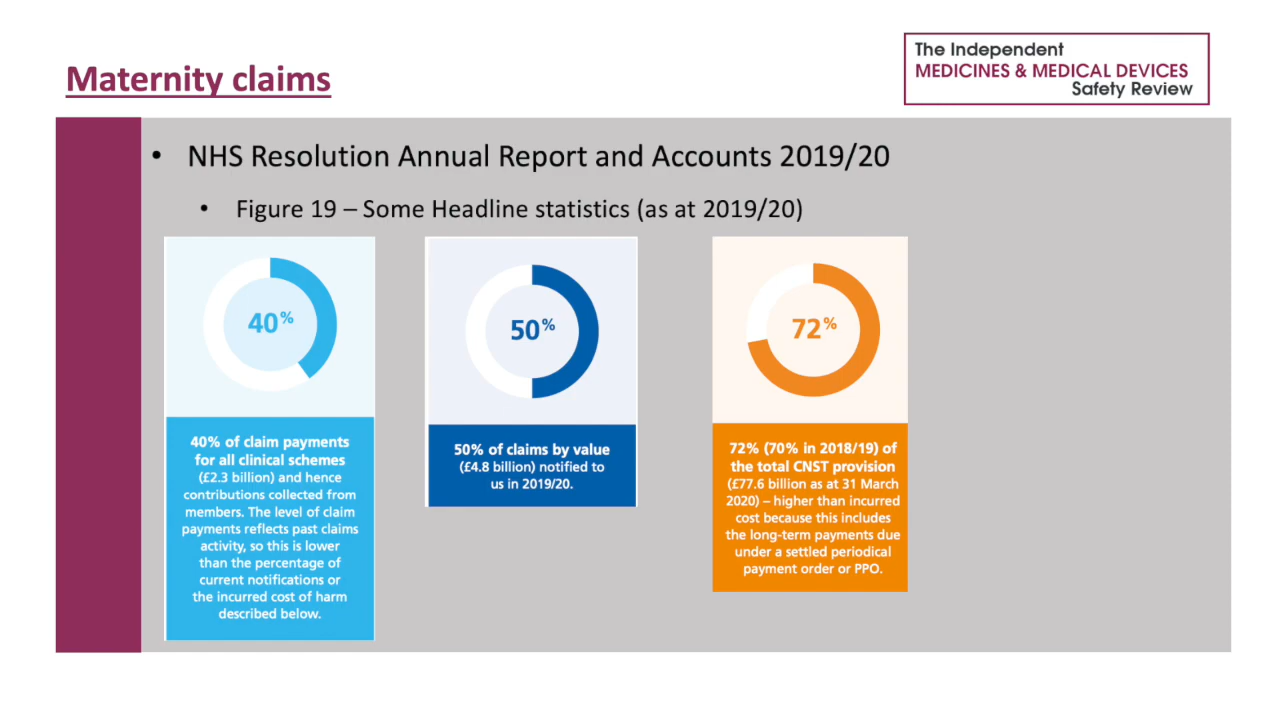 Maternity claims
The Independent
MEDICINES & MEDICAL DEVICES
Safety Review
• NHS Resolution Annual Report and Accounts 2019/20
• Figure 19 – Some Headline statistics (as at 2019/20)
40%
40% of claim payments
for all clinical schemes
(£2.3 billion) and hence
contributions collected from
members. The level of claim
payments reflects past claims
activity, so this is lower
than the percentage of
current notifications or
the incurred cost of harm
described below.
50%
50% of claims by value
(£4.8 billion) notified to
us in 2019/20.
72%
72% (70% in 2018/19) of
the total CNST provision
(£77.6 billion as at 31 March
2020) – higher than incurred
cost because this includes
the long-term payments due
under a settled periodical
payment order or PPO.